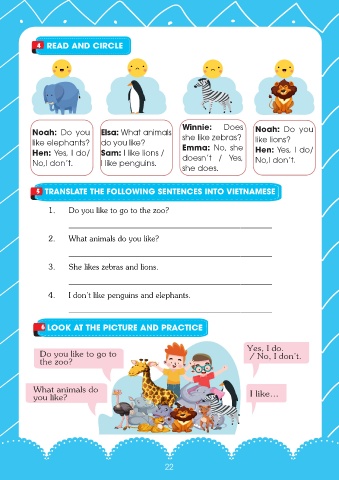 4 READ AND CIRCLE
Noah: Do you
like elephants?
Hen: Yes, I do/
No,I don't.
Elsa: What animals
do you like?
Sam: I like lions /
I like penguins.
Winnie: Does
she like zebras?
Emma: No, she
doesn't / Yes,
she does.
Noah: Do you
like lions?
Hen: Yes, I do/
No,I don't.
5 TRANSLATE THE FOLLOWING SENTENCES INTO VIETNAMESE
1. Do you like to go to the zoo?
2. What animals do you like?
3. She likes zebras and lions.
4. I don't like penguins and elephants.
6 LOOK AT THE PICTURE AND PRACTICE
Do you like to go to
the zoo?
Yes, I do.
/ No, I don't.
What animals do
you like?
I like...
22